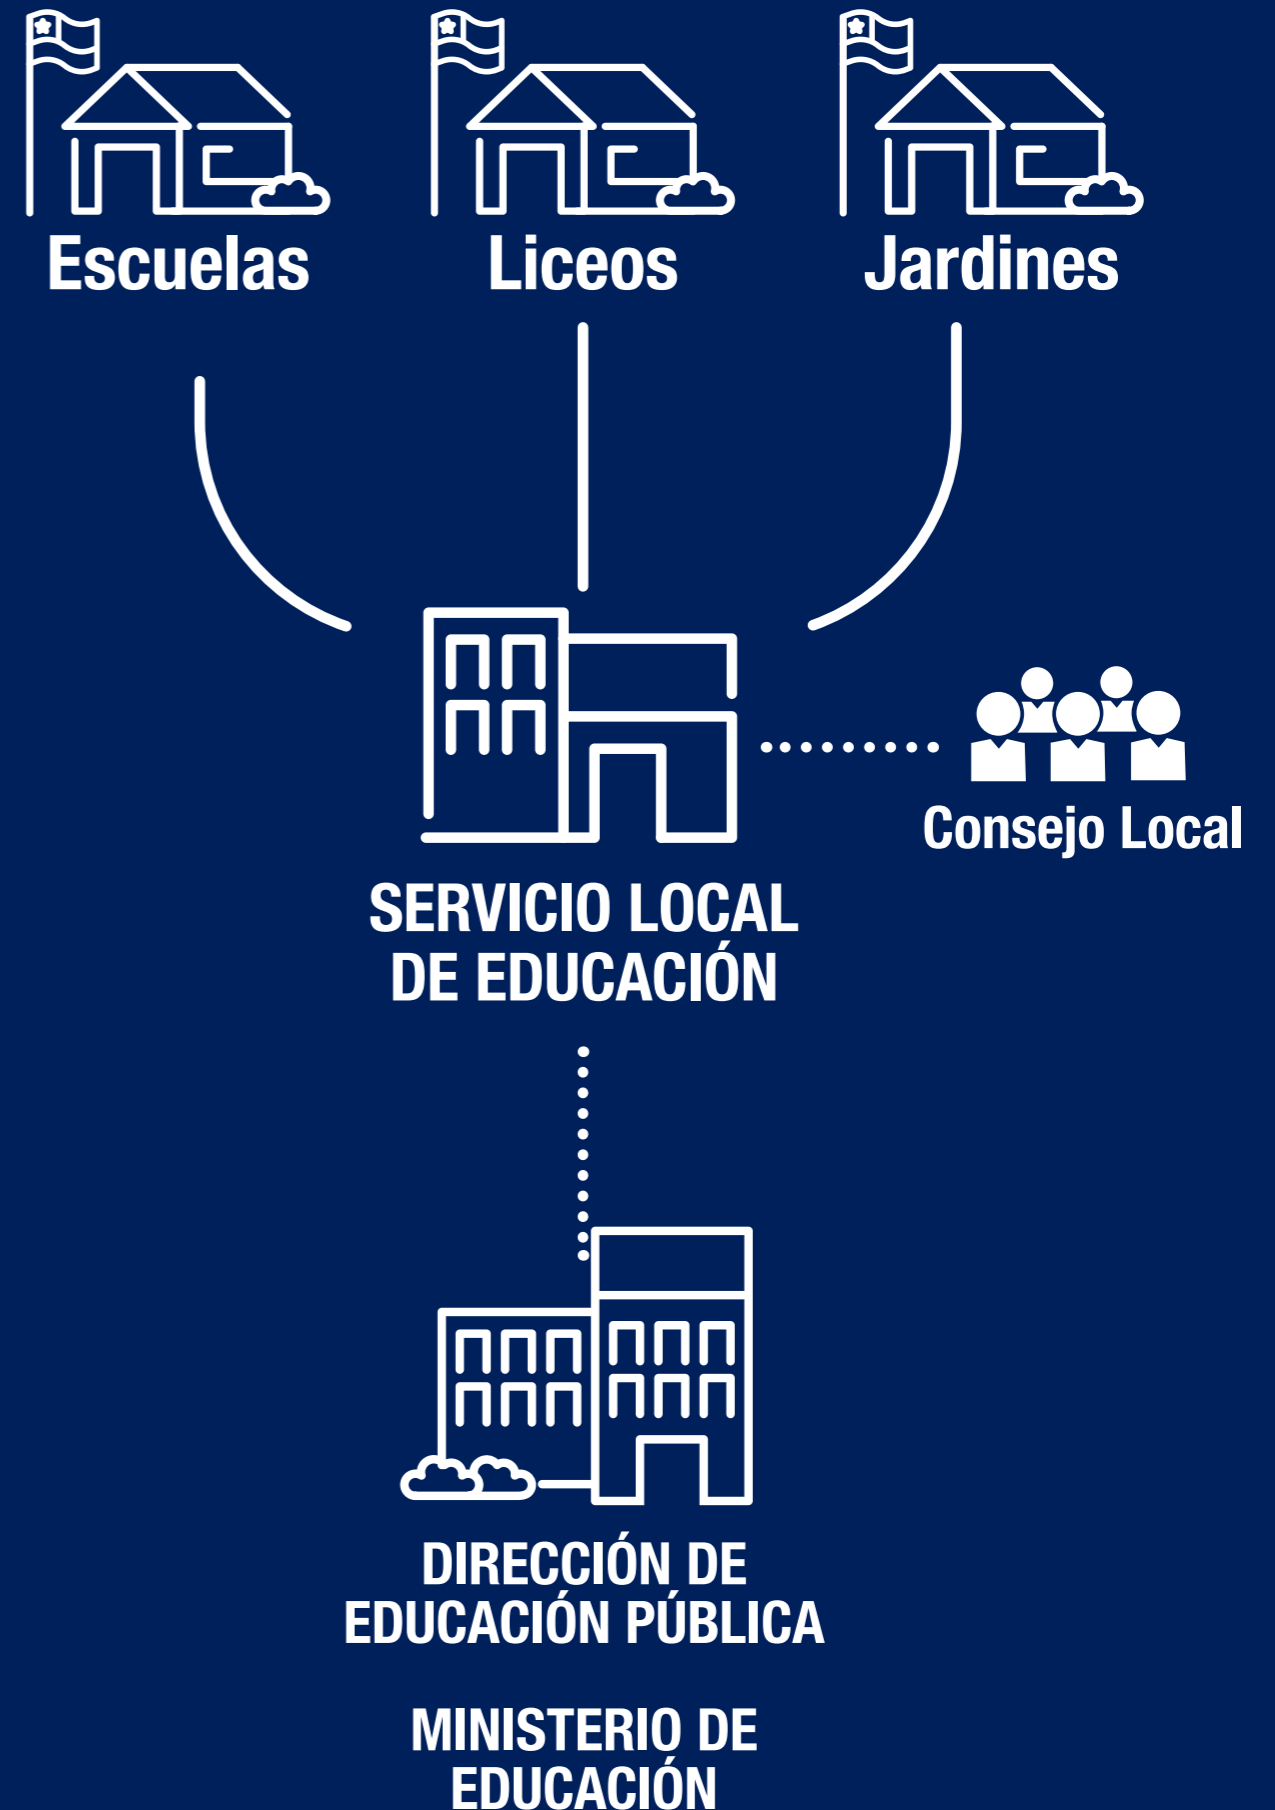 Escuelas
Liceos
Jardines
Consejo Local
SERVICIO LOCAL
DE EDUCACIÓN
DIRECCIÓN DE
EDUCACIÓN PÚBLICA
MINISTERIO DE
EDUCACIÓN